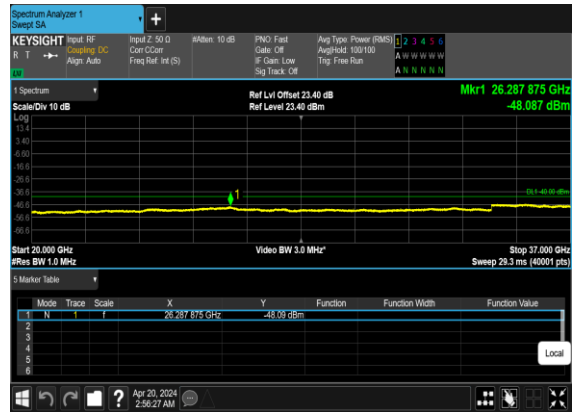 Spectrum Analyzer 1
Swept SA
+
KEYSIGHT Input: RF Input Z: 50 Ω #Atten: 10 dB PNO: Fast Avg Type: Power (RMS) 1 2 3 4 5 6
R T Coupling: DC Corr CCorr Gate: Off Avg|Hold: 100/100 A W W W W W
Align: Auto Freq Ref: Int (S) IF Gain: Low Trig: Free Run
Sig Track: Off A N N N N N
1 Spectrum Ref Lvl Offset 23.40 dB Mkr1 26.287 875 GHz
Scale/Div 10 dB Ref Level 23.40 dBm -48.087 dBm
Log
13.4
3.40
-6.60
-16.6
-26.6
-36.6 1 DL1 -40.00 dBm
-46.6
-56.6
-66.6
Start 20.000 GHz Video BW 3.0 MHz* Stop 37.000 GHz
#Res BW 1.0 MHz Sweep 29.3 ms (40001 pts)
5 Marker Table
Mode Trace Scale X Y Function Function Width Function Value
1 N 1 f 26.287 875 GHz -48.09 dBm
2
3
4
5
6
Local
? Apr 20, 2024
2:56:27 AM